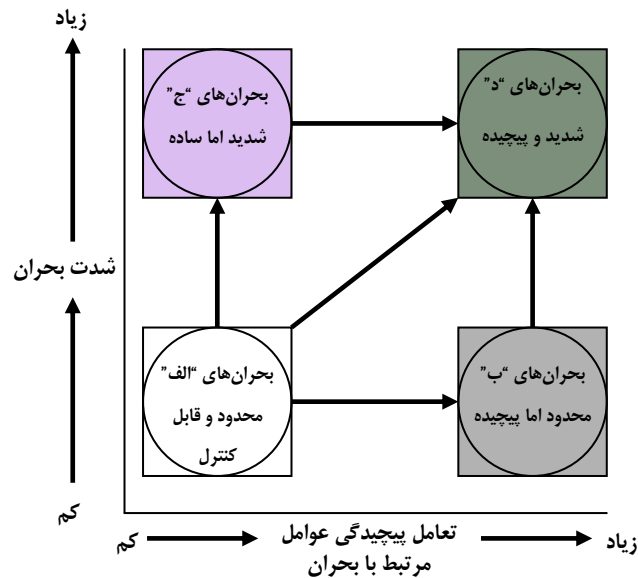 زیاد
بحران‌های “ج”
شدید اما ساده
بحران‌های “د”
شدید و پیچیده
شدت بحران
بحران‌های “الف”
محدود و قابل
کنترل
بحران‌های “ب”
محدود اما پیچیده
کم
کم
تعامل پیچیدگی عوامل
مرتبط با بحران
زیاد